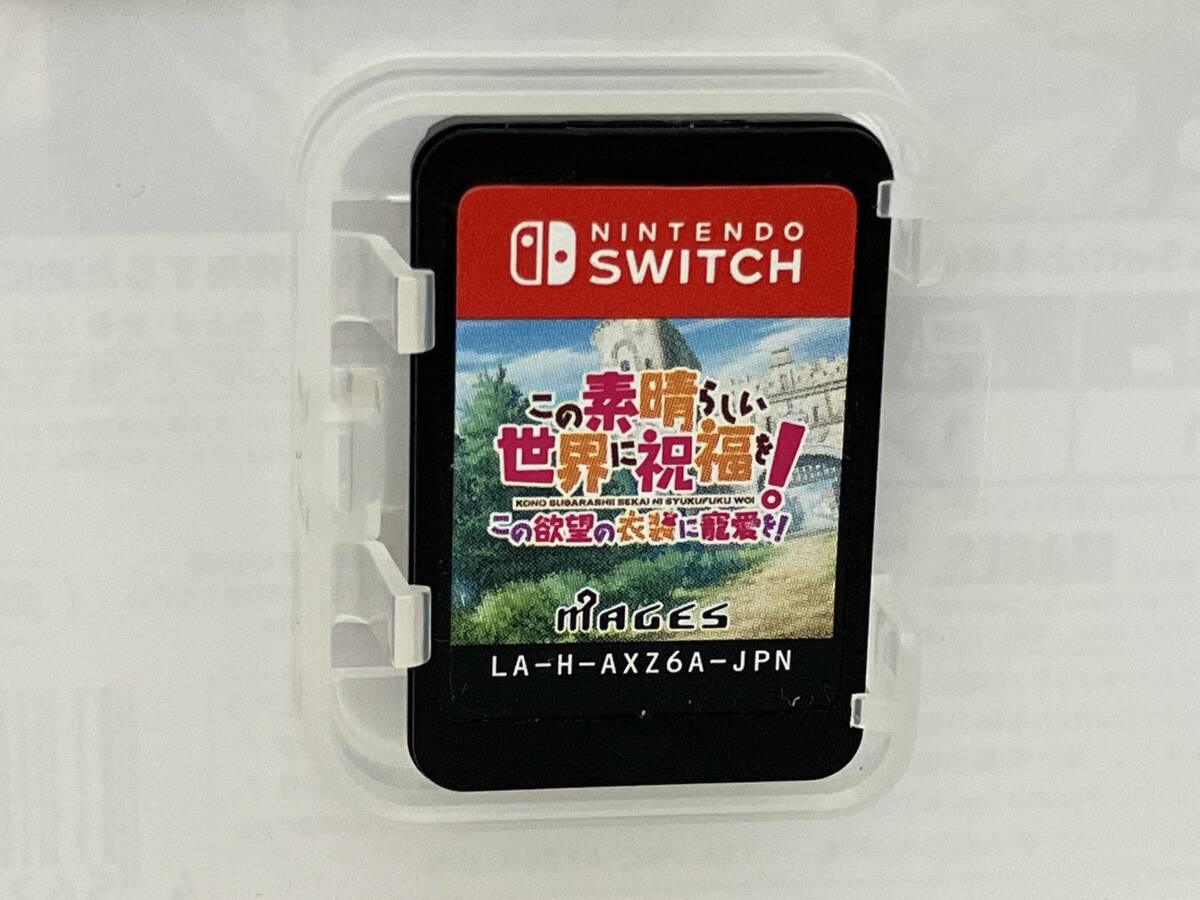 NINTENDO
SWITCH
この素晴らしい
世界に祝福を!
KONO SUBARASHII SEKAI NI SYUKUFUKU WO!
この欲望の衣装に寵愛を!
MAGES
LA-H-AXZ6A-JPN